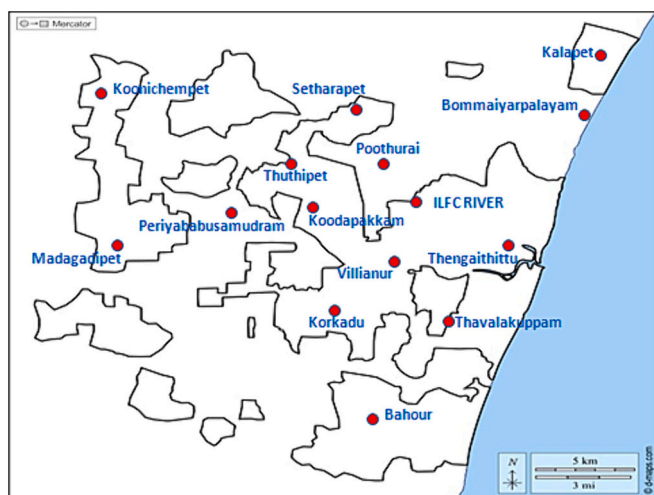 Mercator
Kalapet
Koonichempet
Setharapet
Bommaiyarpalayam
Poothurai
Thuthipet
ILFC RIVER
Periyababusamudram
Koodapakkam
Madagadipet
Thengaithittu
Villianur
Korkadu
Thavalakuppam
Bahour
N
5 km
3 mi
© d-maps.com